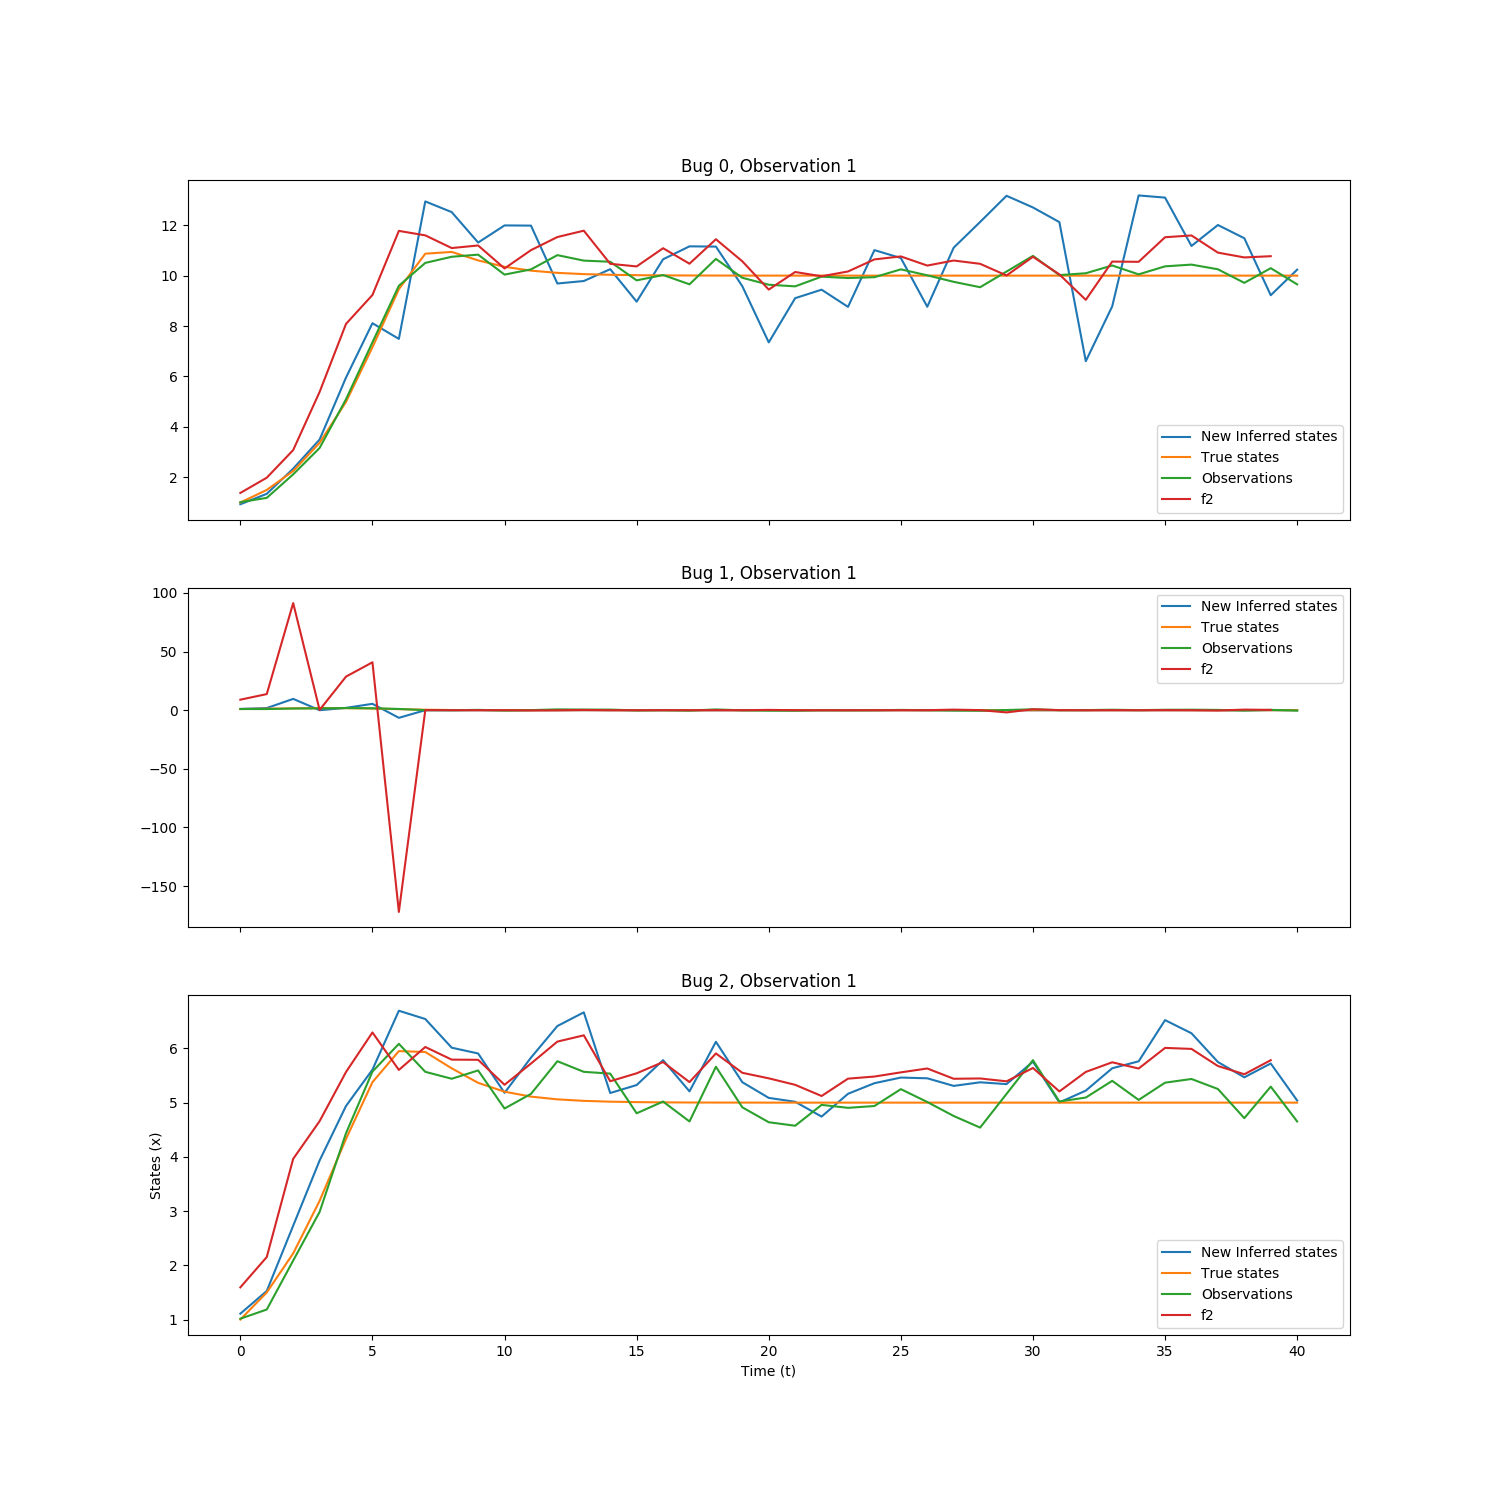 Bug 0, Observation 1
12
10
8
6
4
2
New Inferred states
True states
Observations
f2
Bug 1, Observation 1
100
50
0
−50
−100
−150
New Inferred states
True states
Observations
f2
Bug 2, Observation 1
6
5
4
3
2
1
States (x)
New Inferred states
True states
Observations
f2
0 5 10 15 20 25 30 35 40
Time (t)